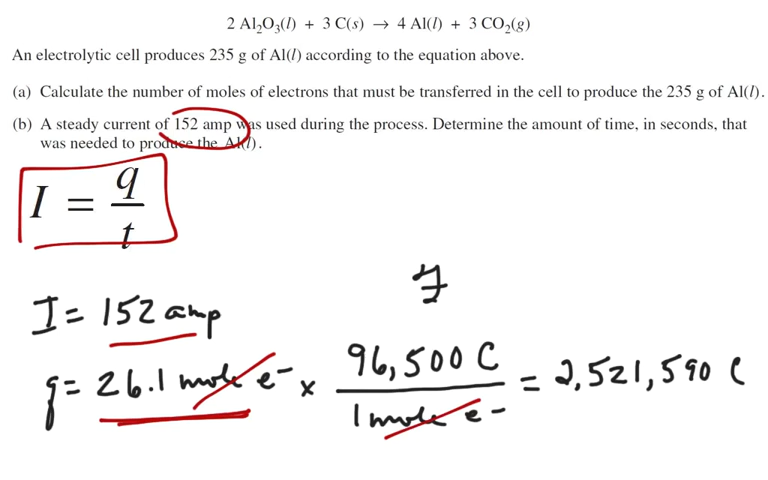 2 Al₂O₃(l) + 3 C(s) → 4 Al(l) + 3 CO₂(g)
An electrolytic cell produces 235 g of Al(l) according to the equation above.
(a) Calculate the number of moles of electrons that must be transferred in the cell to produce the 235 g of Al(l).
(b) A steady current of 152 amp was used during the process. Determine the amount of time, in seconds, that
was needed to produce the Al(l).
I = q/t
I = 152 amp
q = 26.1 mole e⁻ × 96,500 C / 1 mole e⁻ = 2,521,590 C